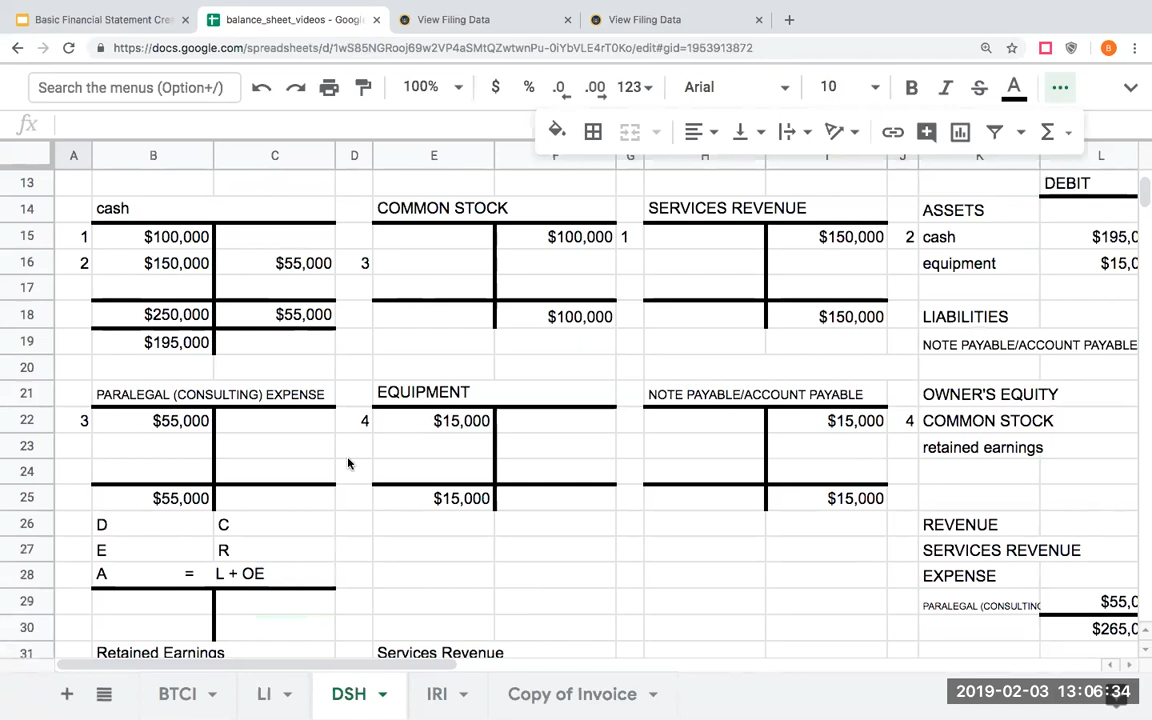 Basic Financial Statement Cre
balance_sheet_videos - Google
View Filing Data
View Filing Data
https://docs.google.com/spreadsheets/d/1wS85NGRooj69w2VP4aSMtQZwtwnPu-0iYbVLE4rT0Ko/edit#gid=1953913872
B
Search the menus (Option+/) 100% $ % .0 .00 123 Arial 10 B I S A
fx
A B C D E F G H I J K L
13 DEBIT
14 cash COMMON STOCK SERVICES REVENUE ASSETS
15 1 $100,000 $100,000 1 $150,000 2 cash $195,0
16 2 $150,000 $55,000 3 equipment $15,0
17
18 $250,000 $55,000 $100,000 $150,000 LIABILITIES
19 $195,000 NOTE PAYABLE/ACCOUNT PAYABLE
20
21 PARALEGAL (CONSULTING) EXPENSE EQUIPMENT NOTE PAYABLE/ACCOUNT PAYABLE OWNER'S EQUITY
22 3 $55,000 4 $15,000 $15,000 4 COMMON STOCK
23 retained earnings
24
25 $55,000 $15,000 $15,000
26 D C REVENUE
27 E R SERVICES REVENUE
28 A = L + OE EXPENSE
29 PARALEGAL (CONSULTING $55,0
30 $265,0
31 Retained Earnings Services Revenue
+ BTCI LI DSH IRI Copy of Invoice
2019-02-03 13:06:34